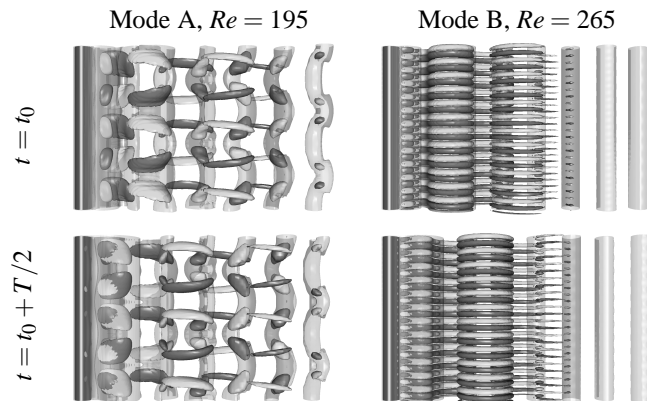 Mode A, Re = 195
Mode B, Re = 265
t = t₀
t = t₀ + T/2